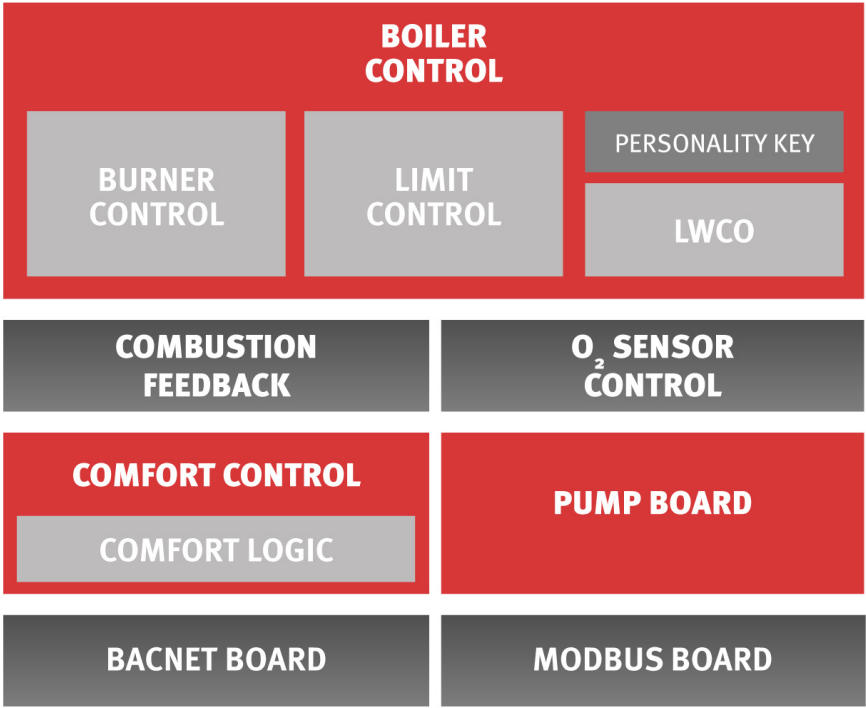 BOILER
CONTROL
BURNER
CONTROL
LIMIT
CONTROL
PERSONALITY KEY
LWCO
COMBUSTION
FEEDBACK
O₂ SENSOR
CONTROL
COMFORT CONTROL
COMFORT LOGIC
PUMP BOARD
BACNET BOARD
MODBUS BOARD